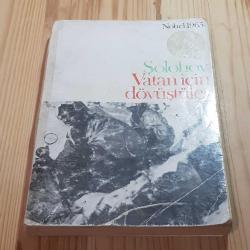 Nobel 1965
Şolohov
Vatan için
dövüştüler